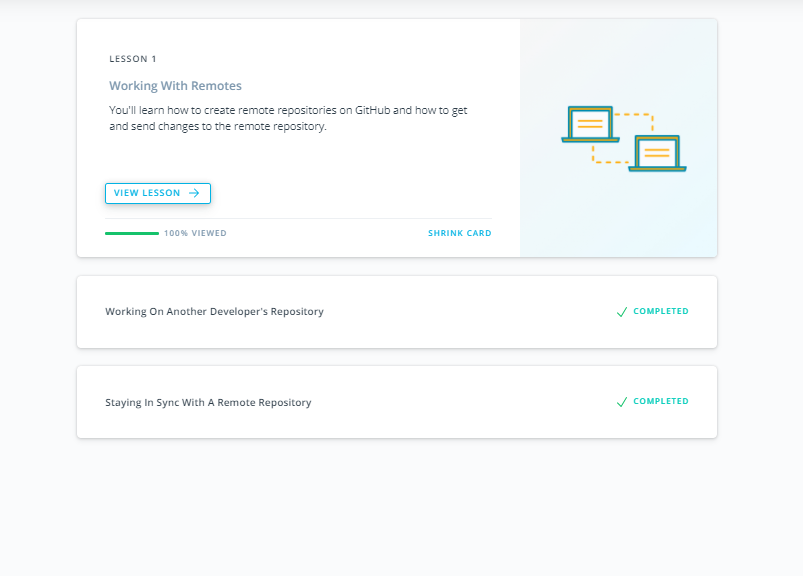 LESSON 1
Working With Remotes
You'll learn how to create remote repositories on GitHub and how to get
and send changes to the remote repository.
VIEW LESSON
100% VIEWED
SHRINK CARD
Working On Another Developer's Repository
COMPLETED
Staying In Sync With A Remote Repository
COMPLETED